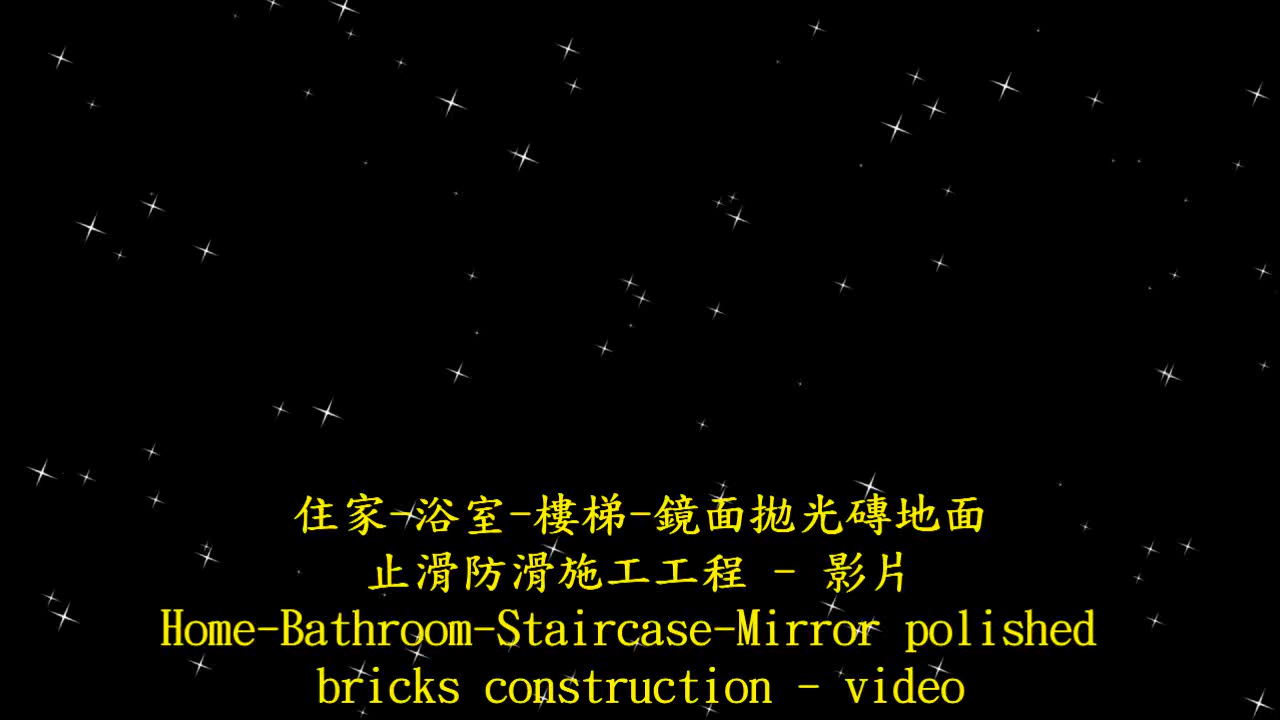 住家-浴室-樓梯-鏡面拋光磚地面
止滑防滑施工工程 - 影片
Home-Bathroom-Staircase-Mirror polished
bricks construction - video